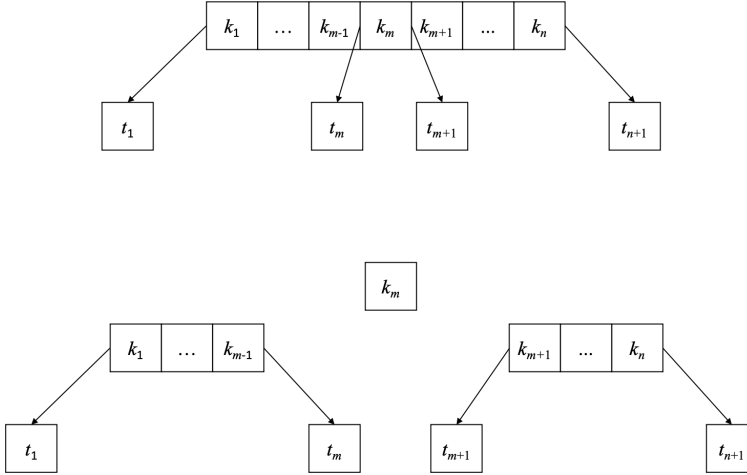 k₁ … kₘ₋₁ kₘ kₘ₊₁ ... kₙ
t₁ tₘ tₘ₊₁ tₙ₊₁
kₘ
k₁ … kₘ₋₁ kₘ₊₁ ... kₙ
t₁ tₘ tₘ₊₁ tₙ₊₁